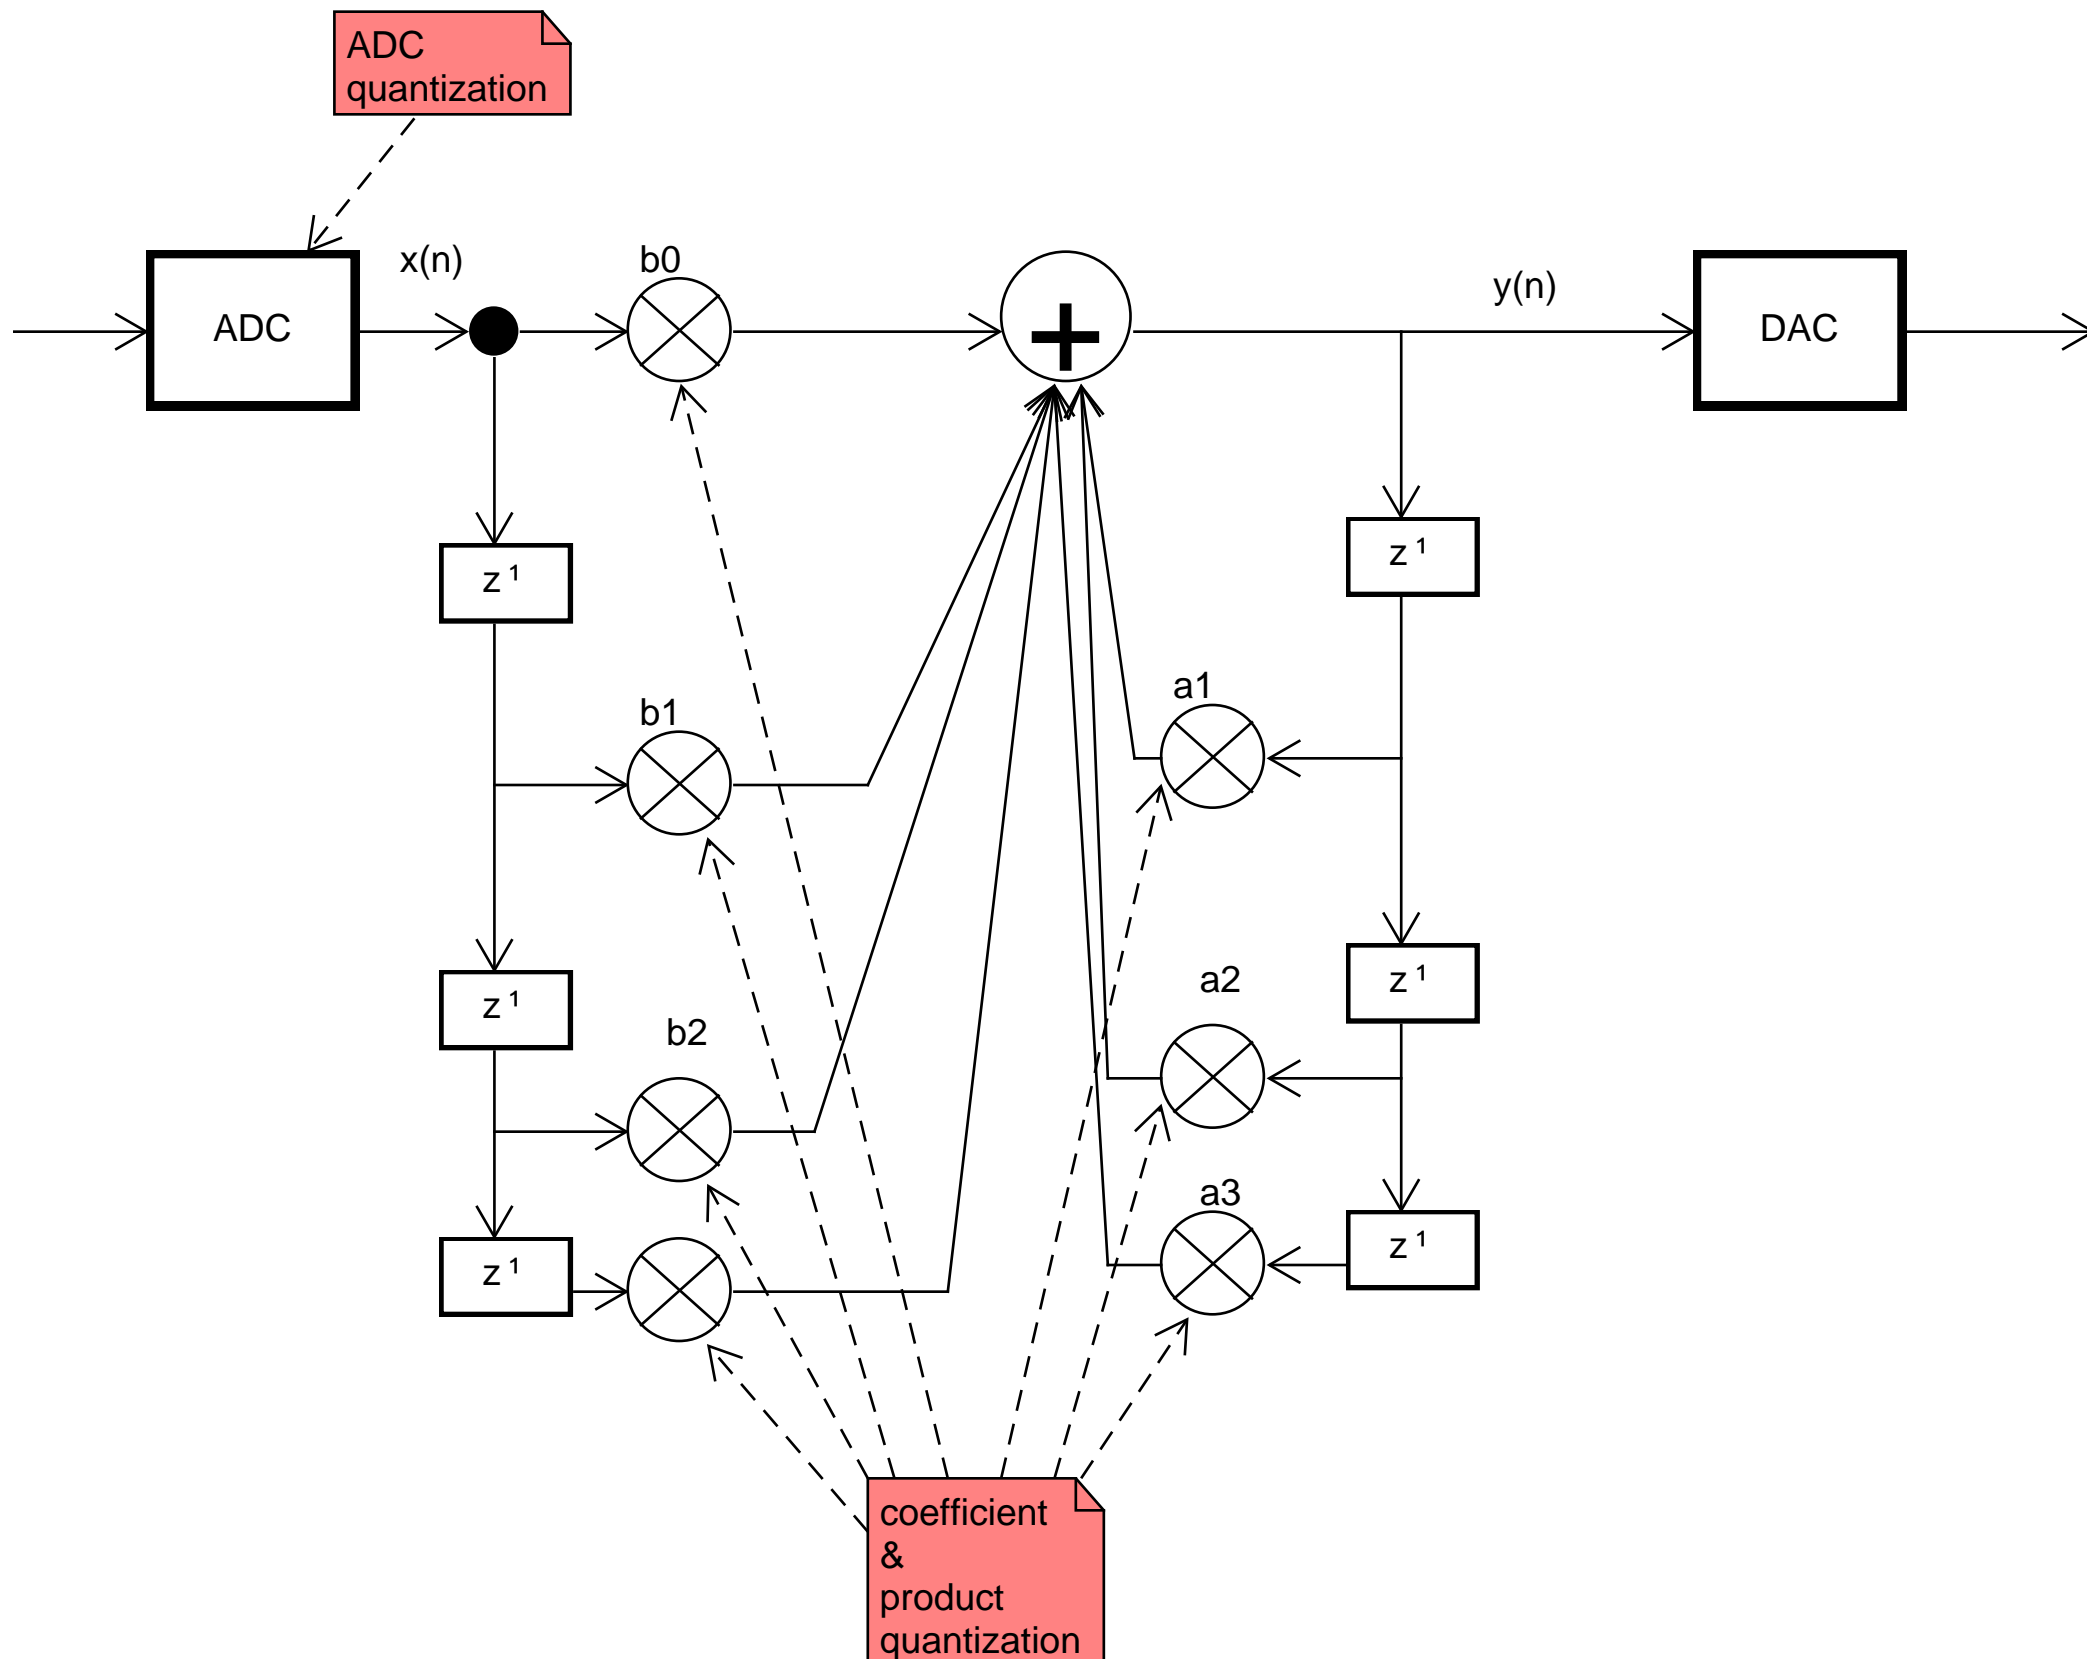 ADC
quantization
x(n)
b0
y(n)
ADC
+
DAC
z ¹
z ¹
a1
b1
z ¹
a2
z ¹
b2
a3
z ¹
z ¹
coefficient
&
product
quantization